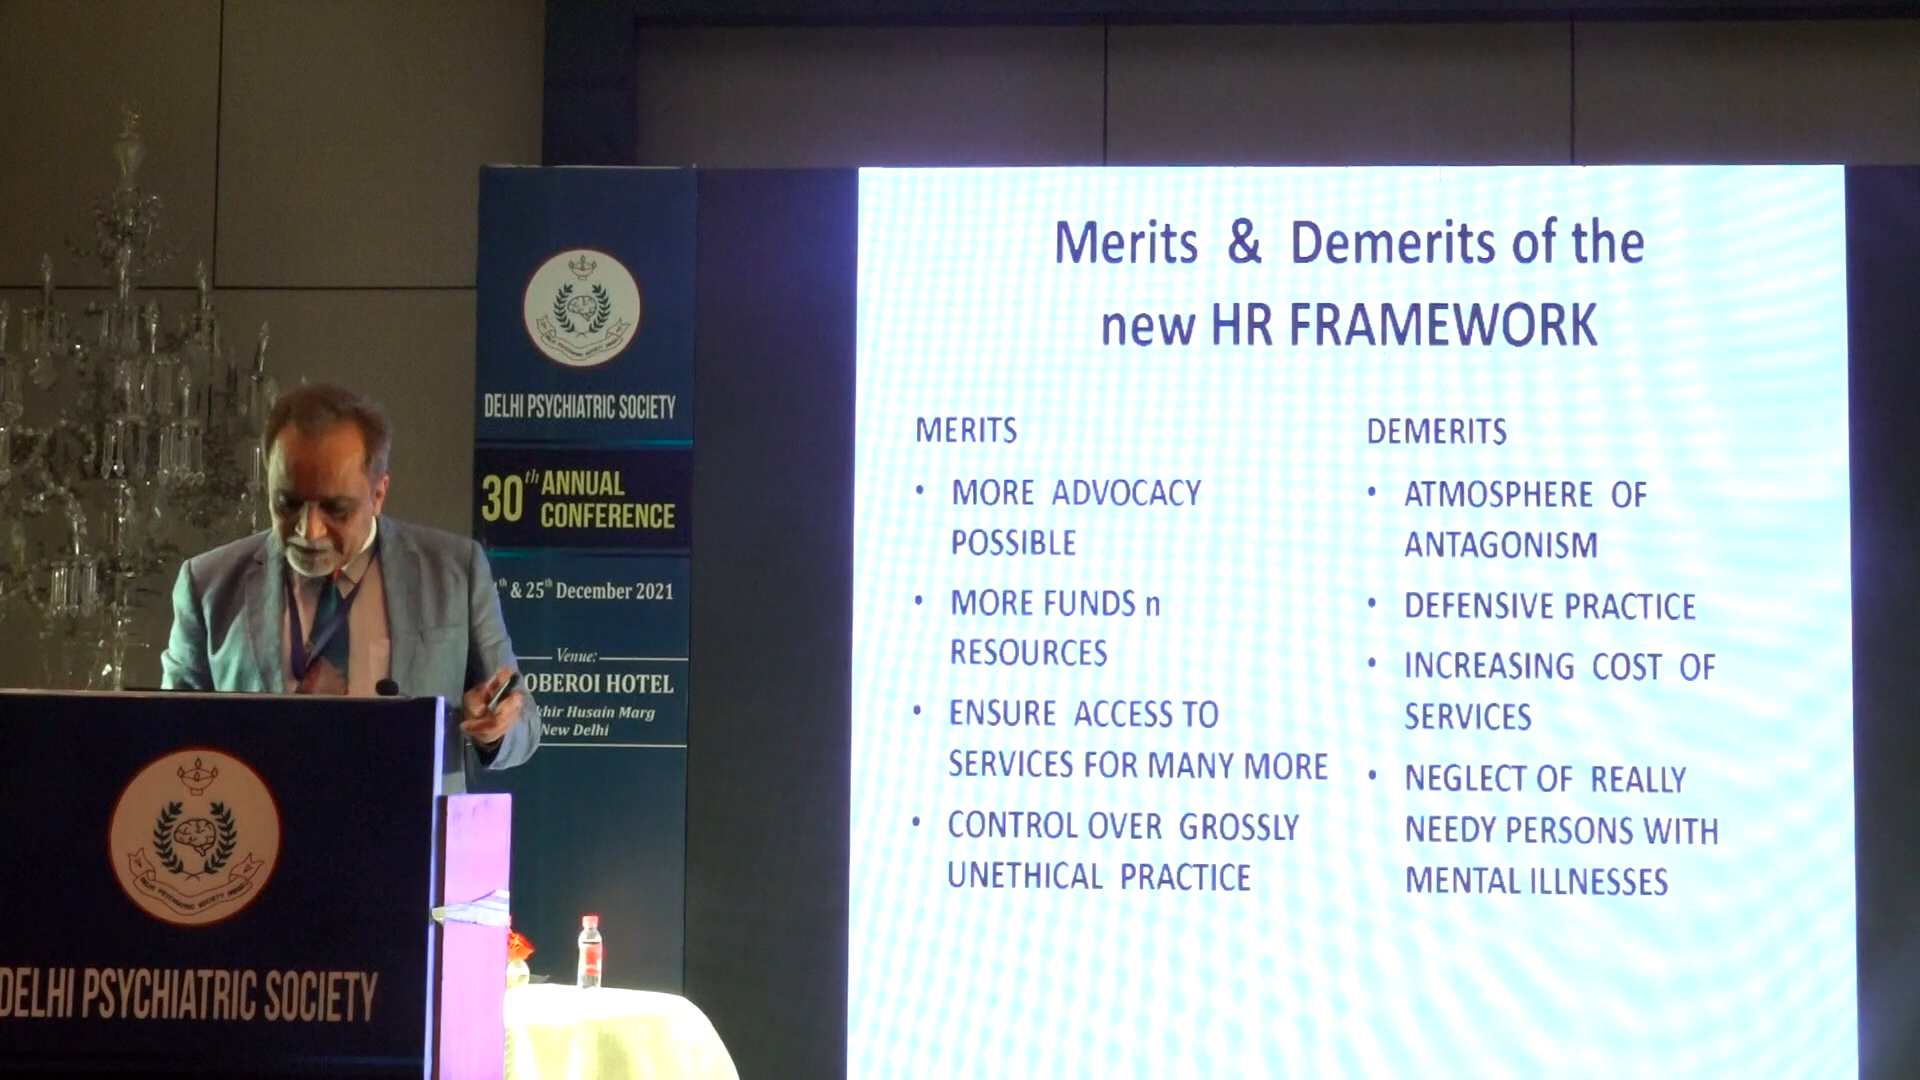 DELHI PSYCHIATRIC SOCIETY
30th ANNUAL
CONFERENCE
& 25th December 2021
Venue:
OBEROI HOTEL
Husain Marg
New Delhi
DELHI PSYCHIATRIC SOCIETY
Merits & Demerits of the
new HR FRAMEWORK
MERITS
• MORE ADVOCACY
POSSIBLE
• MORE FUNDS n
RESOURCES
• ENSURE ACCESS TO
SERVICES FOR MANY MORE
• CONTROL OVER GROSSLY
UNETHICAL PRACTICE
DEMERITS
• ATMOSPHERE OF
ANTAGONISM
• DEFENSIVE PRACTICE
• INCREASING COST OF
SERVICES
• NEGLECT OF REALLY
NEEDY PERSONS WITH
MENTAL ILLNESSES